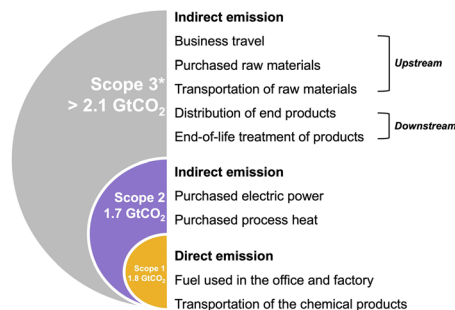 Indirect emission
Business travel
Purchased raw materials
Transportation of raw materials
Upstream
Distribution of end products
End-of-life treatment of products
Downstream
Scope 3*
> 2.1 GtCO₂
Indirect emission
Purchased electric power
Purchased process heat
Scope 2
1.7 GtCO₂
Direct emission
Fuel used in the office and factory
Transportation of the chemical products
Scope 1
1.8 GtCO₂